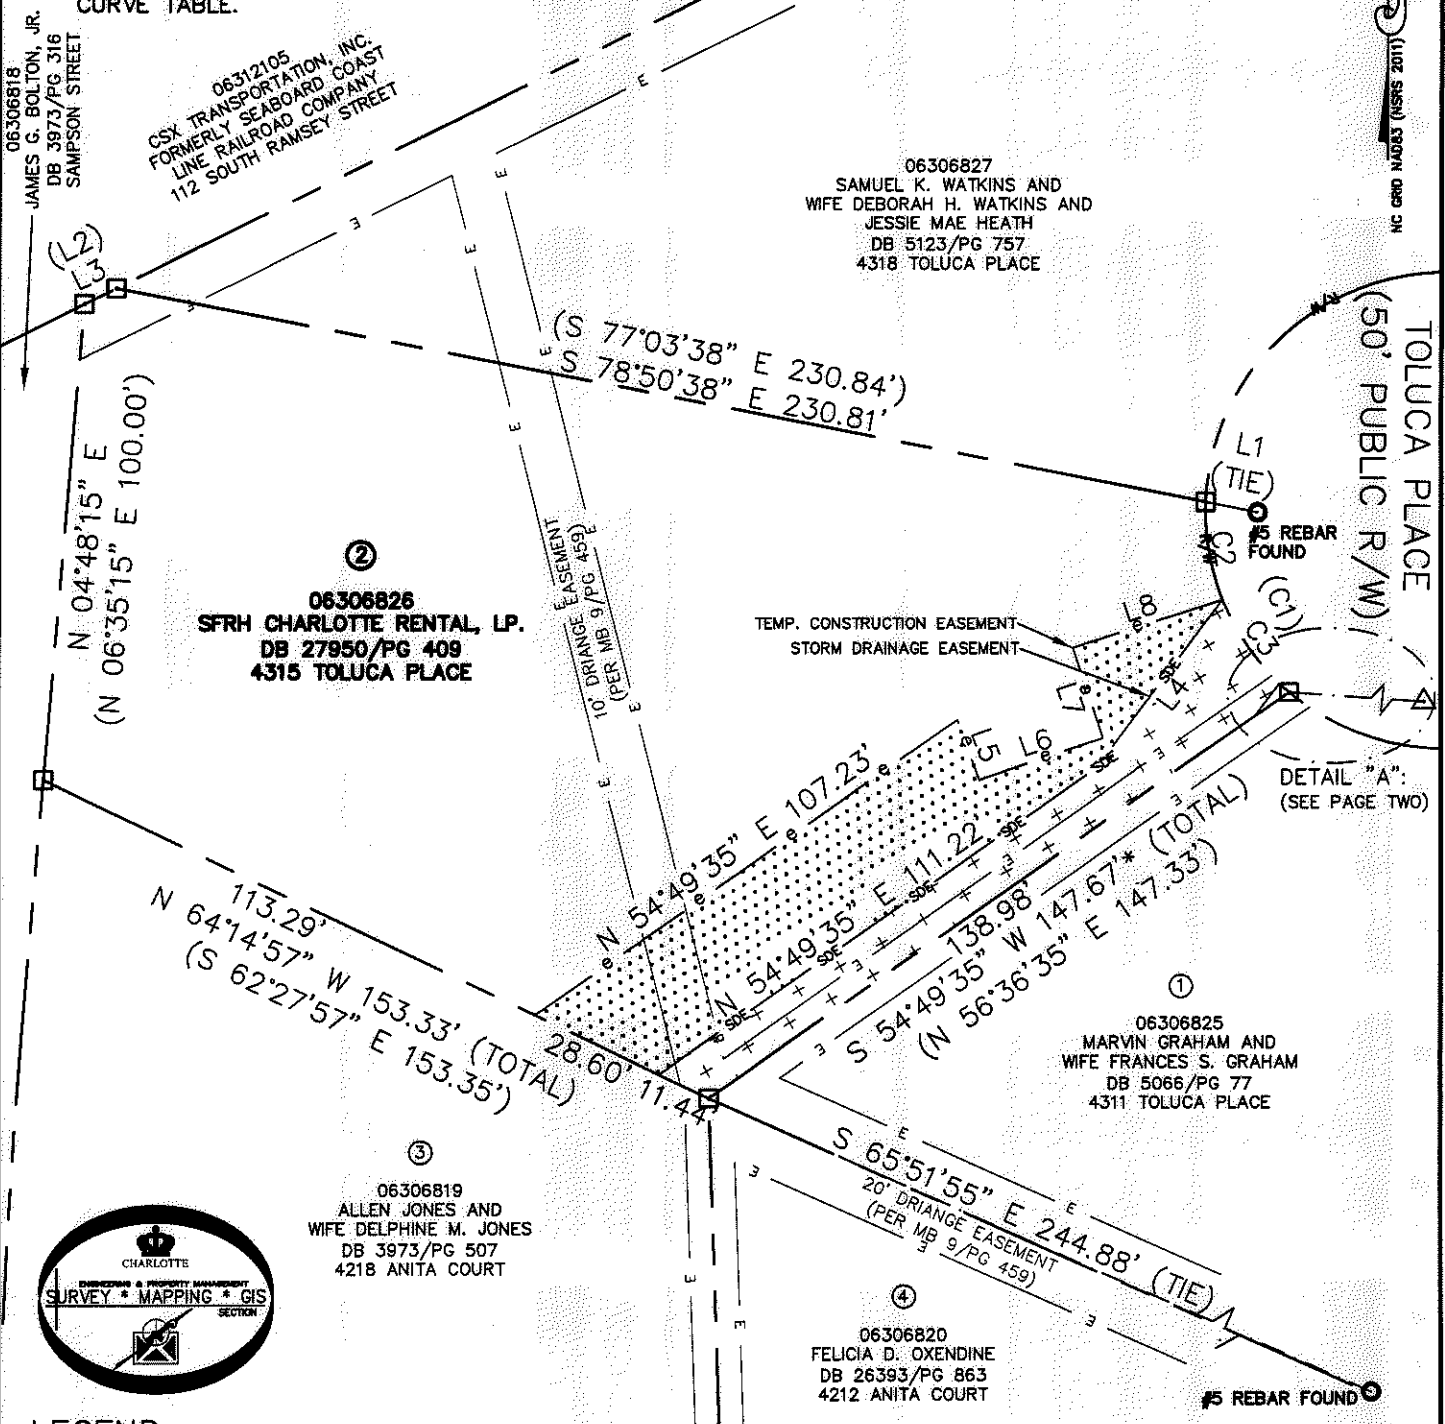 CURVE TABLE.
06306818
JAMES G. BOLTON, JR.
DB 3973/PG 316
SAMPSON STREET
06312105
CSX TRANSPORTATION, INC.
FORMERLY SEABOARD COAST
LINE RAILROAD COMPANY
112 SOUTH RAMSEY STREET
NC GRID NAD83 (NSRS 2011)
06306827
SAMUEL K. WATKINS AND
WIFE DEBORAH H. WATKINS AND
JESSIE MAE HEATH
DB 5123/PG 757
4318 TOLUCA PLACE
(L2)
L3
R/W
TOLUCA PLACE
(50' PUBLIC R/W)
(S 77°03'38" E 230.84')
S 78°50'38" E 230.81'
L1
(TIE)
#5 REBAR
FOUND
R/W
C2
(C1)
C3
N 04°48'15" E
(N 06°35'15" E 100.00')
2
06306826
SFRH CHARLOTTE RENTAL, LP.
DB 27950/PG 409
4315 TOLUCA PLACE
10' DRIANGE EASEMENT
(PER MB 9/PG 459)
TEMP. CONSTRUCTION EASEMENT
STORM DRAINAGE EASEMENT
L8
L7
L4
SDE
L5
L6
SDE
DETAIL "A":
(SEE PAGE TWO)
N 54°49'35" E 107.23'
N 54°49'35" E 111.22'
SDE
SDE
SDE
SDE
138.98'
S 54°49'35" W 147.67'* (TOTAL)
(N 56°36'35" E 147.33')
113.29'
N 64°14'57" W 153.33' (TOTAL)
(S 62°27'57" E 153.35')
28.60'
11.44'
1
06306825
MARVIN GRAHAM AND
WIFE FRANCES S. GRAHAM
DB 5066/PG 77
4311 TOLUCA PLACE
3
06306819
ALLEN JONES AND
WIFE DELPHINE M. JONES
DB 3973/PG 507
4218 ANITA COURT
S 65°51'55" E 244.88' (TIE)
20' DRIANGE EASEMENT
(PER MB 9/PG 459)
4
06306820
FELICIA D. OXENDINE
DB 26393/PG 863
4212 ANITA COURT
#5 REBAR FOUND
CHARLOTTE
ENGINEERING & PROPERTY MANAGEMENT
SURVEY * MAPPING * GIS
SECTION
LEGEND